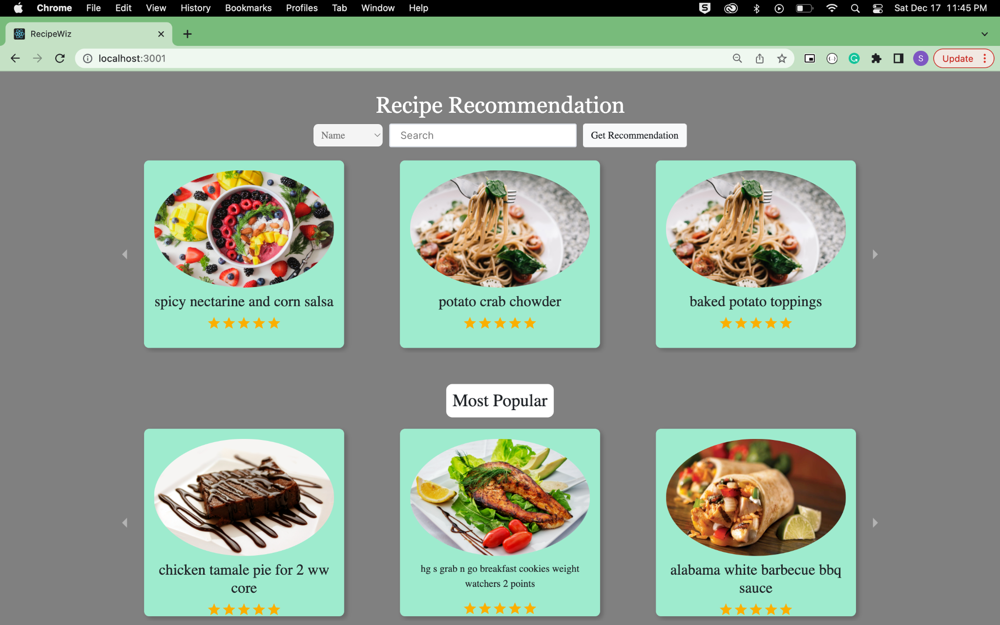 Chrome File Edit View History Bookmarks Profiles Tab Window Help S Sat Dec 17 11:45 PM
RecipeWiz
localhost:3001 G S Update
Recipe Recommendation
Name Search Get Recommendation
spicy nectarine and corn salsa
potato crab chowder
baked potato toppings
Most Popular
chicken tamale pie for 2 ww
core
hg s grab n go breakfast cookies weight
watchers 2 points
alabama white barbecue bbq
sauce